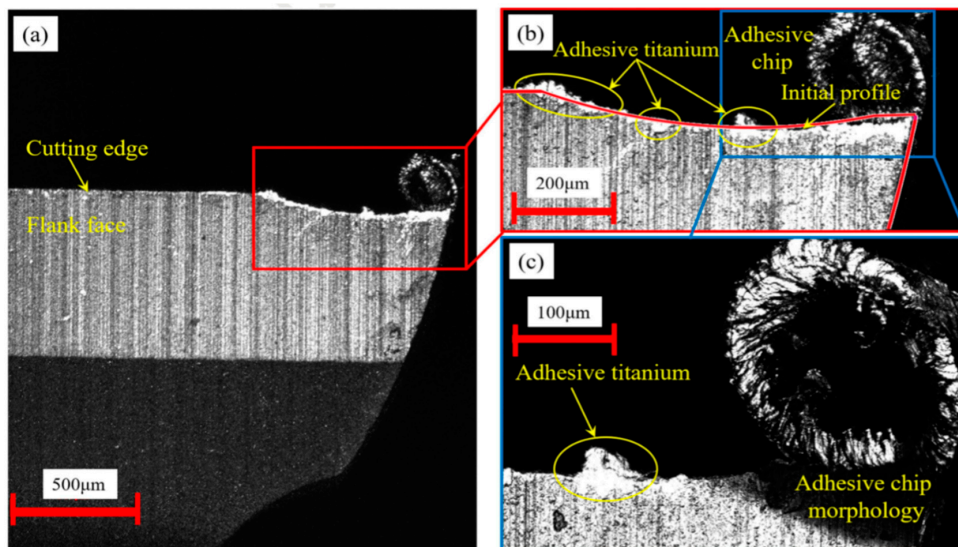 (a)
Cutting edge
Flank face
500μm
(b)
Adhesive titanium
Adhesive
chip
Initial profile
200μm
(c)
100μm
Adhesive titanium
Adhesive chip
morphology